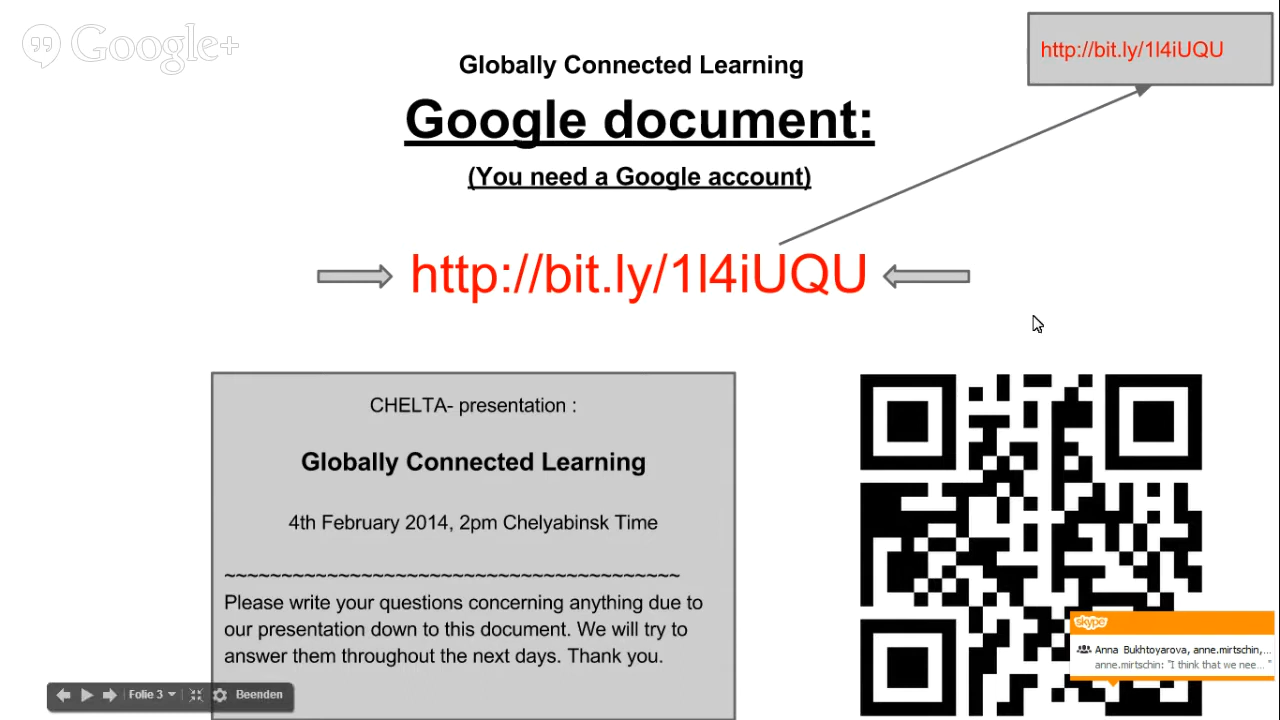 Google+
http://bit.ly/1l4iUQU
Globally Connected Learning
Google document:
(You need a Google account)
http://bit.ly/1l4iUQU
CHELTA- presentation :
Globally Connected Learning
4th February 2014, 2pm Chelyabinsk Time
~~~~~~~~~~~~~~~~~~~~~~~~~~~~~~~~~~~~~~~~
Please write your questions concerning anything due to
our presentation down to this document. We will try to
answer them throughout the next days. Thank you.
skype
Anna Bukhtoyarova, anne.mirtschin,...
anne.mirtschin: "I think that we nee... "
Folie 3
Beenden